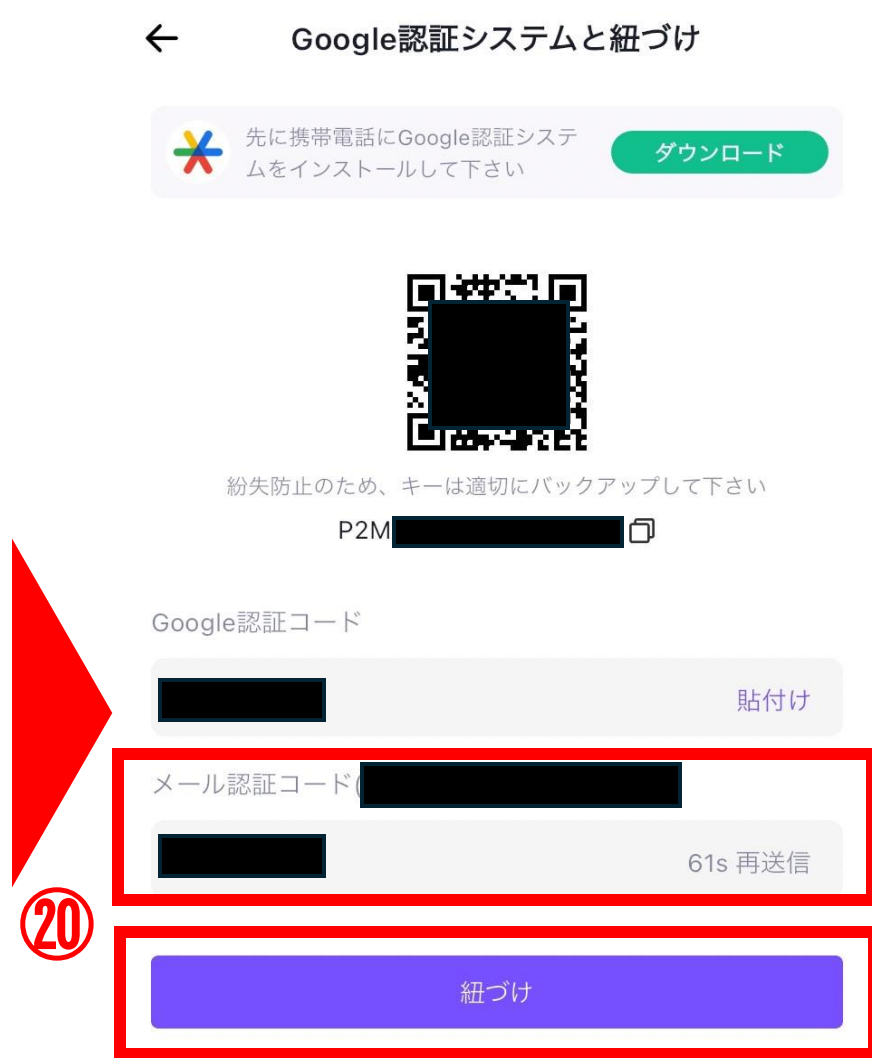 Google認証システムと紐づけ
先に携帯電話にGoogle認証システ
ムをインストールして下さい
ダウンロード
紛失防止のため、キーは適切にバックアップして下さい
P2M
Google認証コード
貼付け
メール認証コード(
61s 再送信
⑳
紐づけ